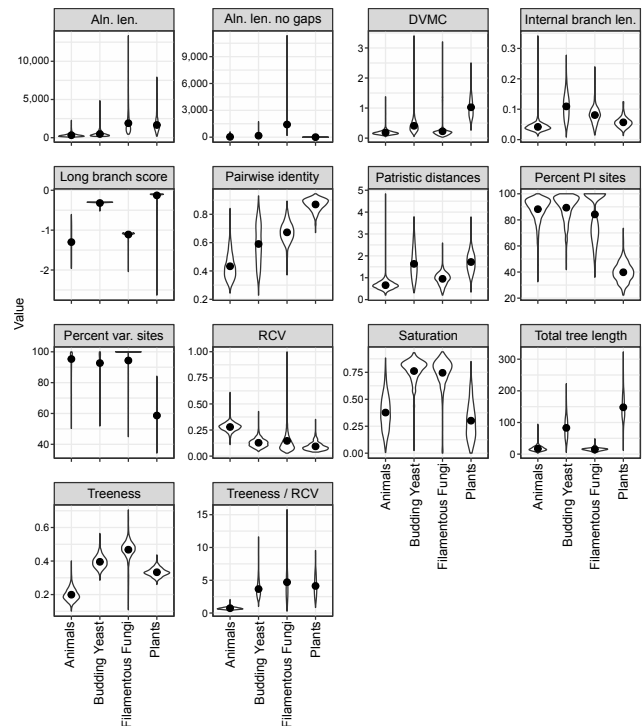 Aln. len.
Aln. len. no gaps
DVMC
Internal branch len.
10,000
5,000
0
9,000
6,000
3,000
0
3
2
1
0
0.3
0.2
0.1
0.0
Long branch score
Pairwise identity
Patristic distances
Percent PI sites
0
-1
-2
0.8
0.6
0.4
0.2
5
4
3
2
1
0
100
80
60
40
20
Value
Percent var. sites
RCV
Saturation
Total tree length
100
80
60
40
1.00
0.75
0.50
0.25
0.00
0.75
0.50
0.25
0.00
300
200
100
0
Treeness
Treeness / RCV
Animals
Budding Yeast
Filamentous Fungi
Plants
Animals
Budding Yeast
Filamentous Fungi
Plants
0.6
0.4
0.2
15
10
5
0
Animals
Budding Yeast
Filamentous Fungi
Plants
Animals
Budding Yeast
Filamentous Fungi
Plants